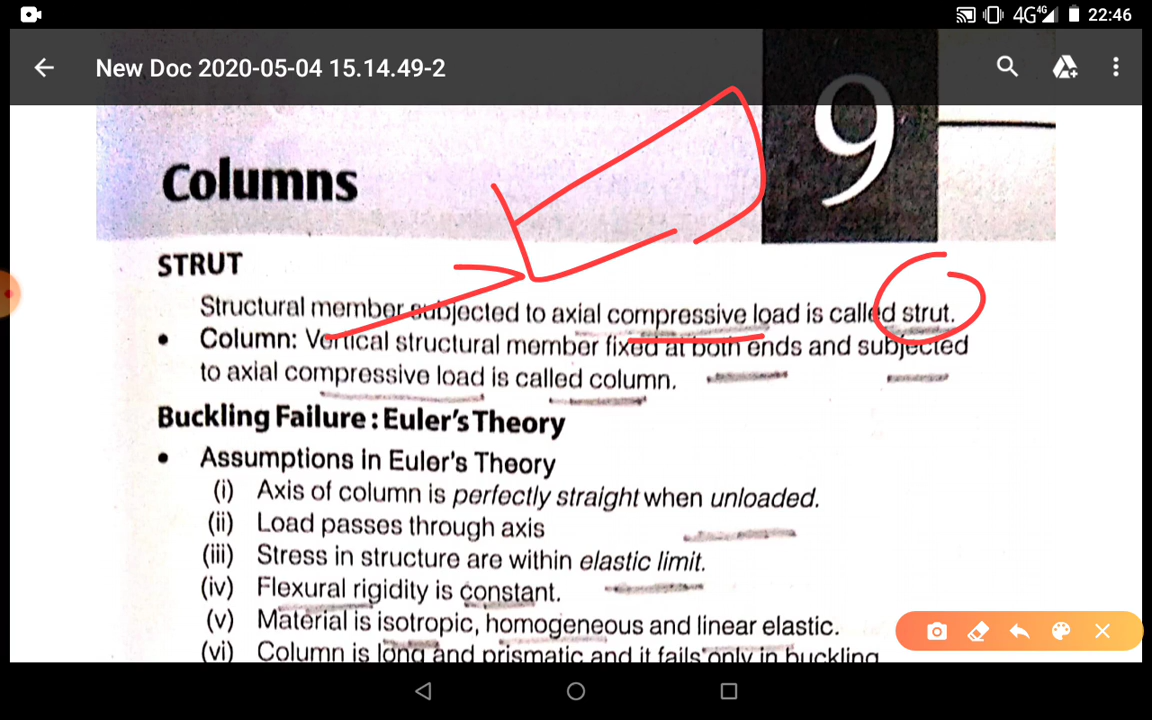 4G 4G 22:46
New Doc 2020-05-04 15.14.49-2
9
Columns
STRUT
Structural member subjected to axial compressive load is called strut.
• Column: Vertical structural member fixed at both ends and subjected
to axial compressive load is called column.
Buckling Failure : Euler's Theory
• Assumptions in Euler's Theory
(i) Axis of column is perfectly straight when unloaded.
(ii) Load passes through axis
(iii) Stress in structure are within elastic limit.
(iv) Flexural rigidity is constant.
(v) Material is isotropic, homogeneous and linear elastic.
(vi) Column is long and prismatic and it fails only in buckling